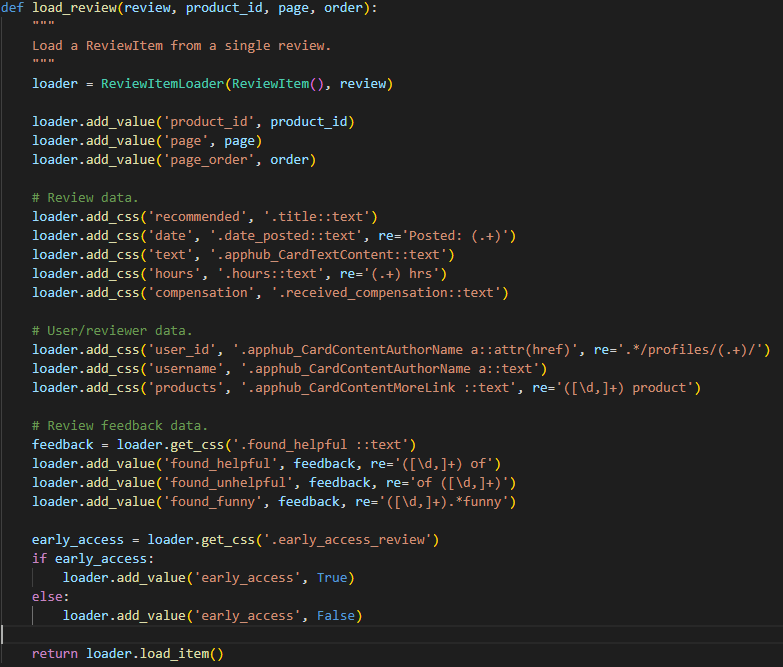 def load_review(review, product_id, page, order):
    """
    Load a ReviewItem from a single review.
    """
    loader = ReviewItemLoader(ReviewItem(), review)

    loader.add_value('product_id', product_id)
    loader.add_value('page', page)
    loader.add_value('page_order', order)

    # Review data.
    loader.add_css('recommended', '.title::text')
    loader.add_css('date', '.date_posted::text', re='Posted: (.+)')
    loader.add_css('text', '.apphub_CardTextContent::text')
    loader.add_css('hours', '.hours::text', re='(.+) hrs')
    loader.add_css('compensation', '.received_compensation::text')

    # User/reviewer data.
    loader.add_css('user_id', '.apphub_CardContentAuthorName a::attr(href)', re='.*/profiles/(.+)/')
    loader.add_css('username', '.apphub_CardContentAuthorName a::text')
    loader.add_css('products', '.apphub_CardContentMoreLink ::text', re='([\d,]+) product')

    # Review feedback data.
    feedback = loader.get_css('.found_helpful ::text')
    loader.add_value('found_helpful', feedback, re='([\d,]+) of')
    loader.add_value('found_unhelpful', feedback, re='of ([\d,]+)')
    loader.add_value('found_funny', feedback, re='([\d,]+).*funny')

    early_access = loader.get_css('.early_access_review')
    if early_access:
        loader.add_value('early_access', True)
    else:
        loader.add_value('early_access', False)

    return loader.load_item()